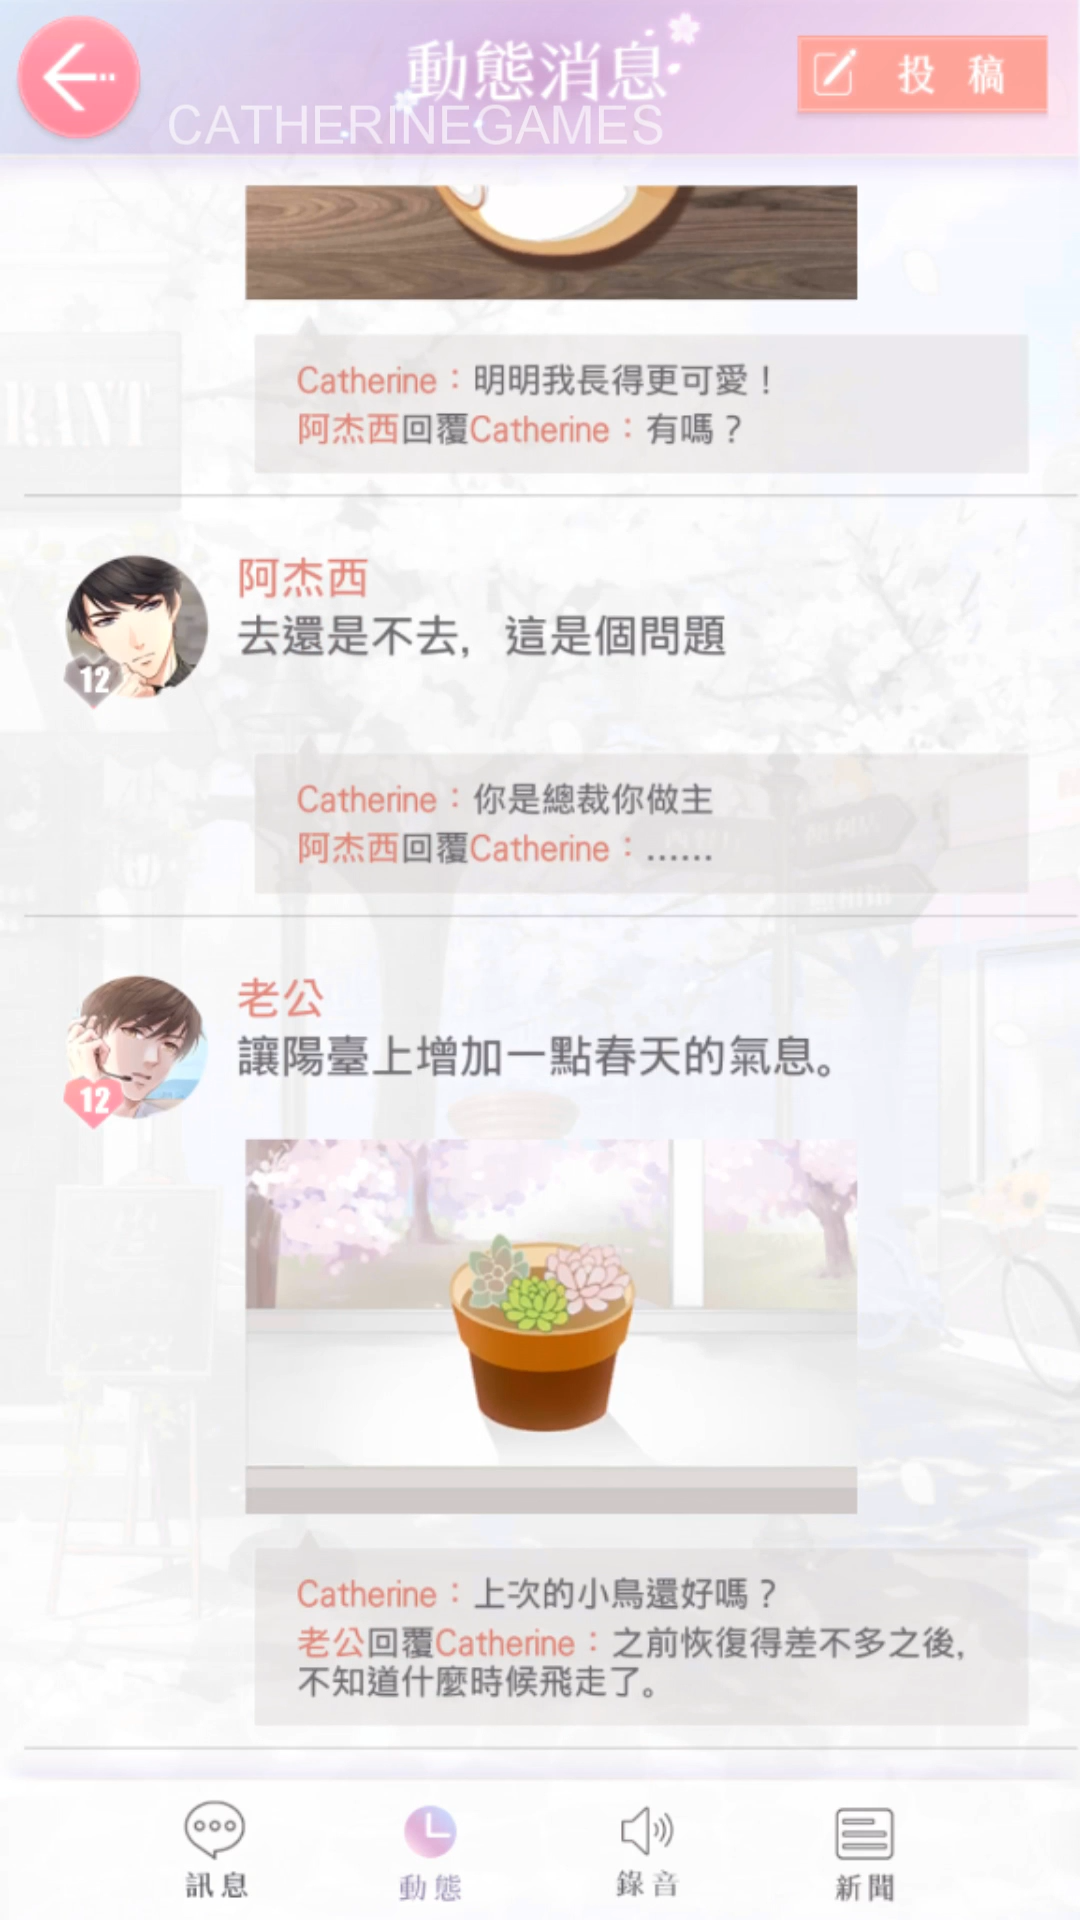 動態消息
投稿
CATHERINEGAMES
RANT
Catherine：明明我長得更可愛！
阿杰西回覆Catherine：有嗎？
阿杰西
去還是不去，這是個問題
12
Catherine：你是總裁你做主
阿杰西回覆Catherine：……
老公
讓陽臺上增加一點春天的氣息。
12
Catherine：上次的小鳥還好嗎？
老公回覆Catherine：之前恢復得差不多之後，
不知道什麼時候飛走了。
訊息
動態
錄音
新聞